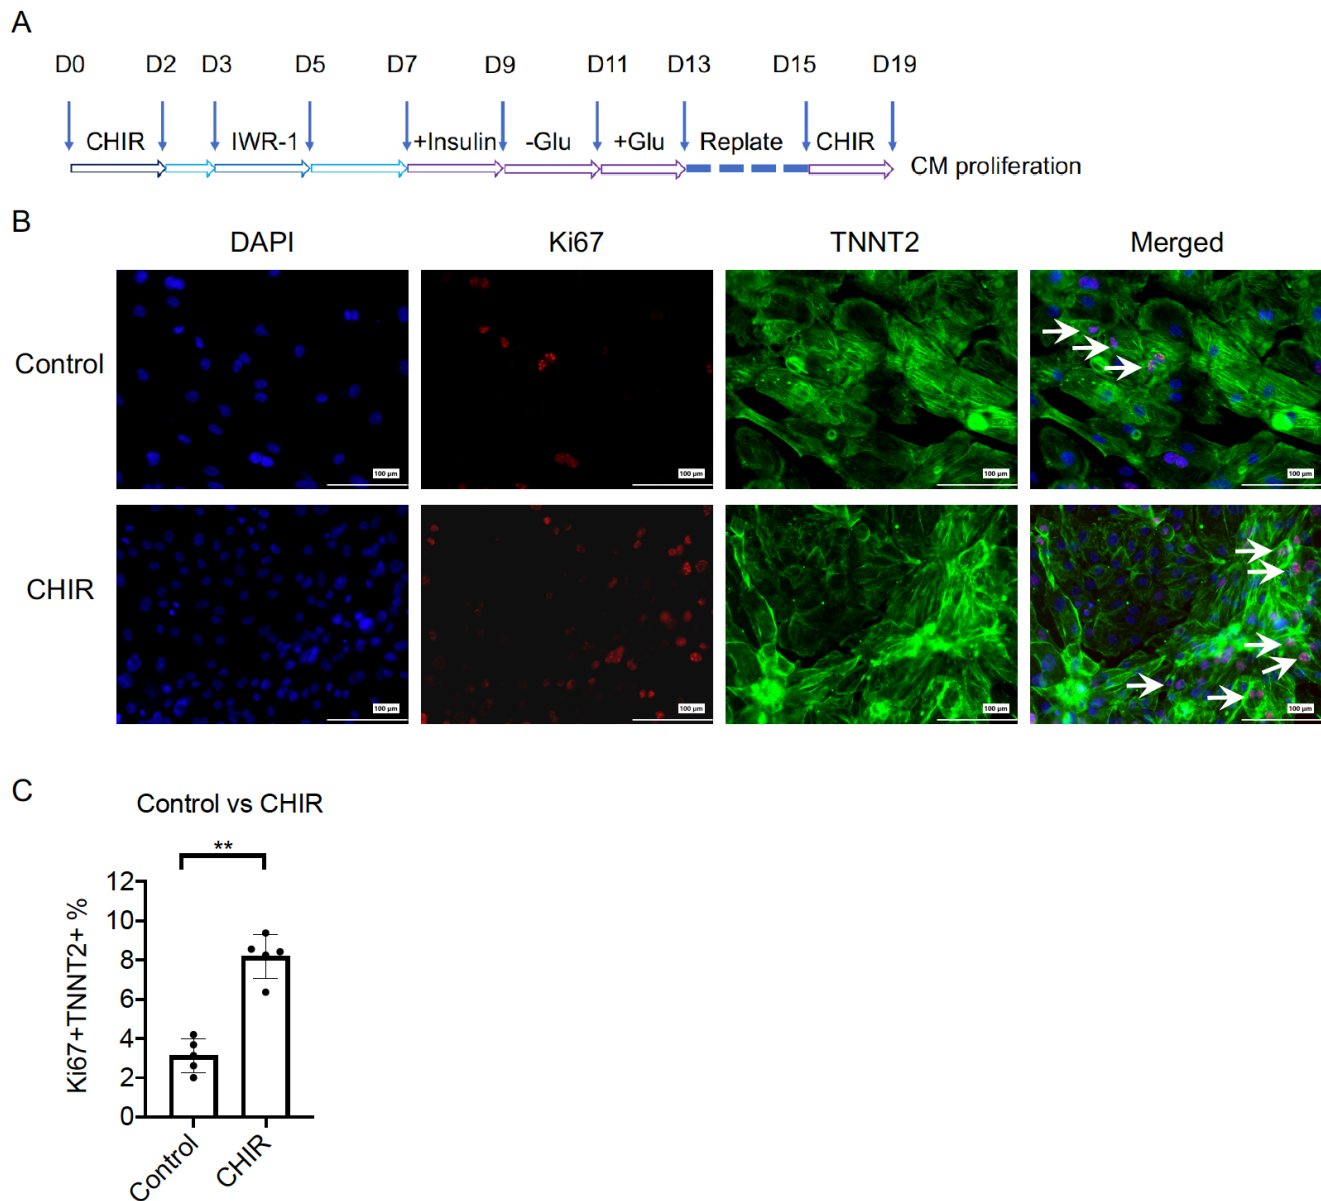 A
D0 D2 D3 D5 D7 D9 D11 D13 D15 D19
CHIR IWR-1 +Insulin -Glu +Glu Replate CHIR
CM proliferation
B
DAPI Ki67 TNNT2 Merged
Control
100 µm 100 µm 100 µm 100 µm
CHIR
100 µm 100 µm 100 µm 100 µm
C
Control vs CHIR
**
12
10
8
6
4
2
0
Ki67+TNNT2+ %
Control CHIR